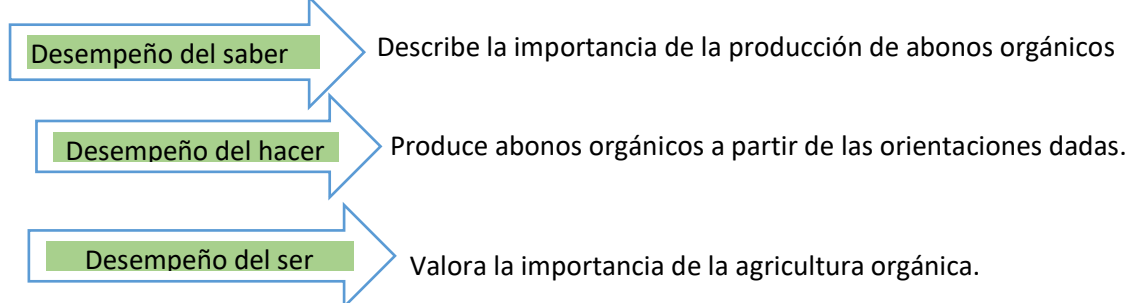 Desempeño del saber Describe la importancia de la producción de abonos orgánicos
Desempeño del hacer Produce abonos orgánicos a partir de las orientaciones dadas.
Desempeño del ser Valora la importancia de la agricultura orgánica.